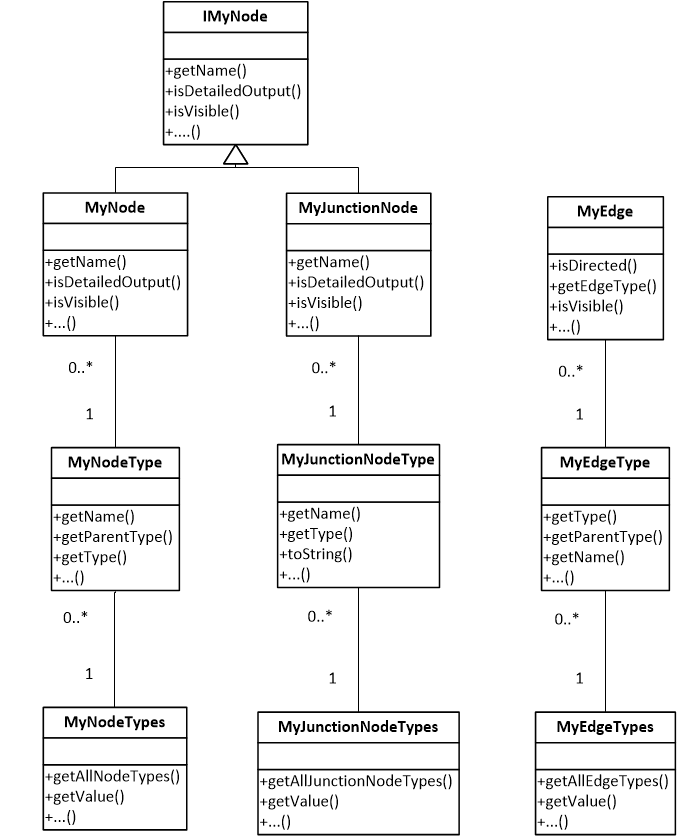 IMyNode
+getName()
+isDetailedOutput()
+isVisible()
+....()
MyNode
+getName()
+isDetailedOutput()
+isVisible()
+...()
MyJunctionNode
+getName()
+isDetailedOutput()
+isVisible()
+...()
MyEdge
+isDirected()
+getEdgeType()
+isVisible()
+...()
0..*
1
0..*
1
0..*
1
MyNodeType
+getName()
+getParentType()
+getType()
+...()
MyJunctionNodeType
+getName()
+getType()
+toString()
+...()
MyEdgeType
+getType()
+getParentType()
+getName()
+...()
0..*
1
0..*
1
0..*
1
MyNodeTypes
+getAllNodeTypes()
+getValue()
+...()
MyJunctionNodeTypes
+getAllJunctionNodeTypes()
+getValue()
+...()
MyEdgeTypes
+getAllEdgeTypes()
+getValue()
+...()